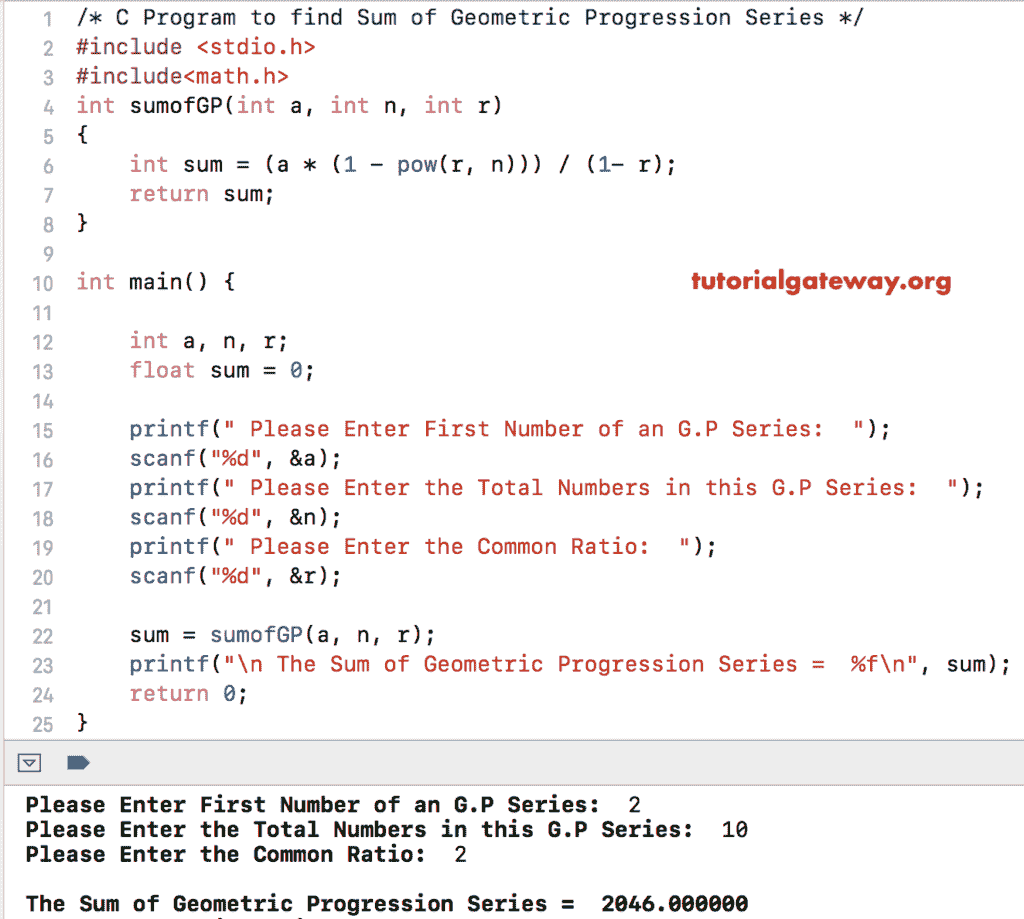 1 /* C Program to find Sum of Geometric Progression Series */
2 #include <stdio.h>
3 #include<math.h>
4 int sumofGP(int a, int n, int r)
5 {
6     int sum = (a * (1 - pow(r, n))) / (1- r);
7     return sum;
8 }
9
10 int main() {
tutorialgateway.org
11
12     int a, n, r;
13     float sum = 0;
14
15     printf(" Please Enter First Number of an G.P Series:  ");
16     scanf("%d", &a);
17     printf(" Please Enter the Total Numbers in this G.P Series:  ");
18     scanf("%d", &n);
19     printf(" Please Enter the Common Ratio:  ");
20     scanf("%d", &r);
21
22     sum = sumofGP(a, n, r);
23     printf("\n The Sum of Geometric Progression Series =  %f\n", sum);
24     return 0;
25 }
Please Enter First Number of an G.P Series:  2
Please Enter the Total Numbers in this G.P Series:  10
Please Enter the Common Ratio:  2
The Sum of Geometric Progression Series =  2046.000000